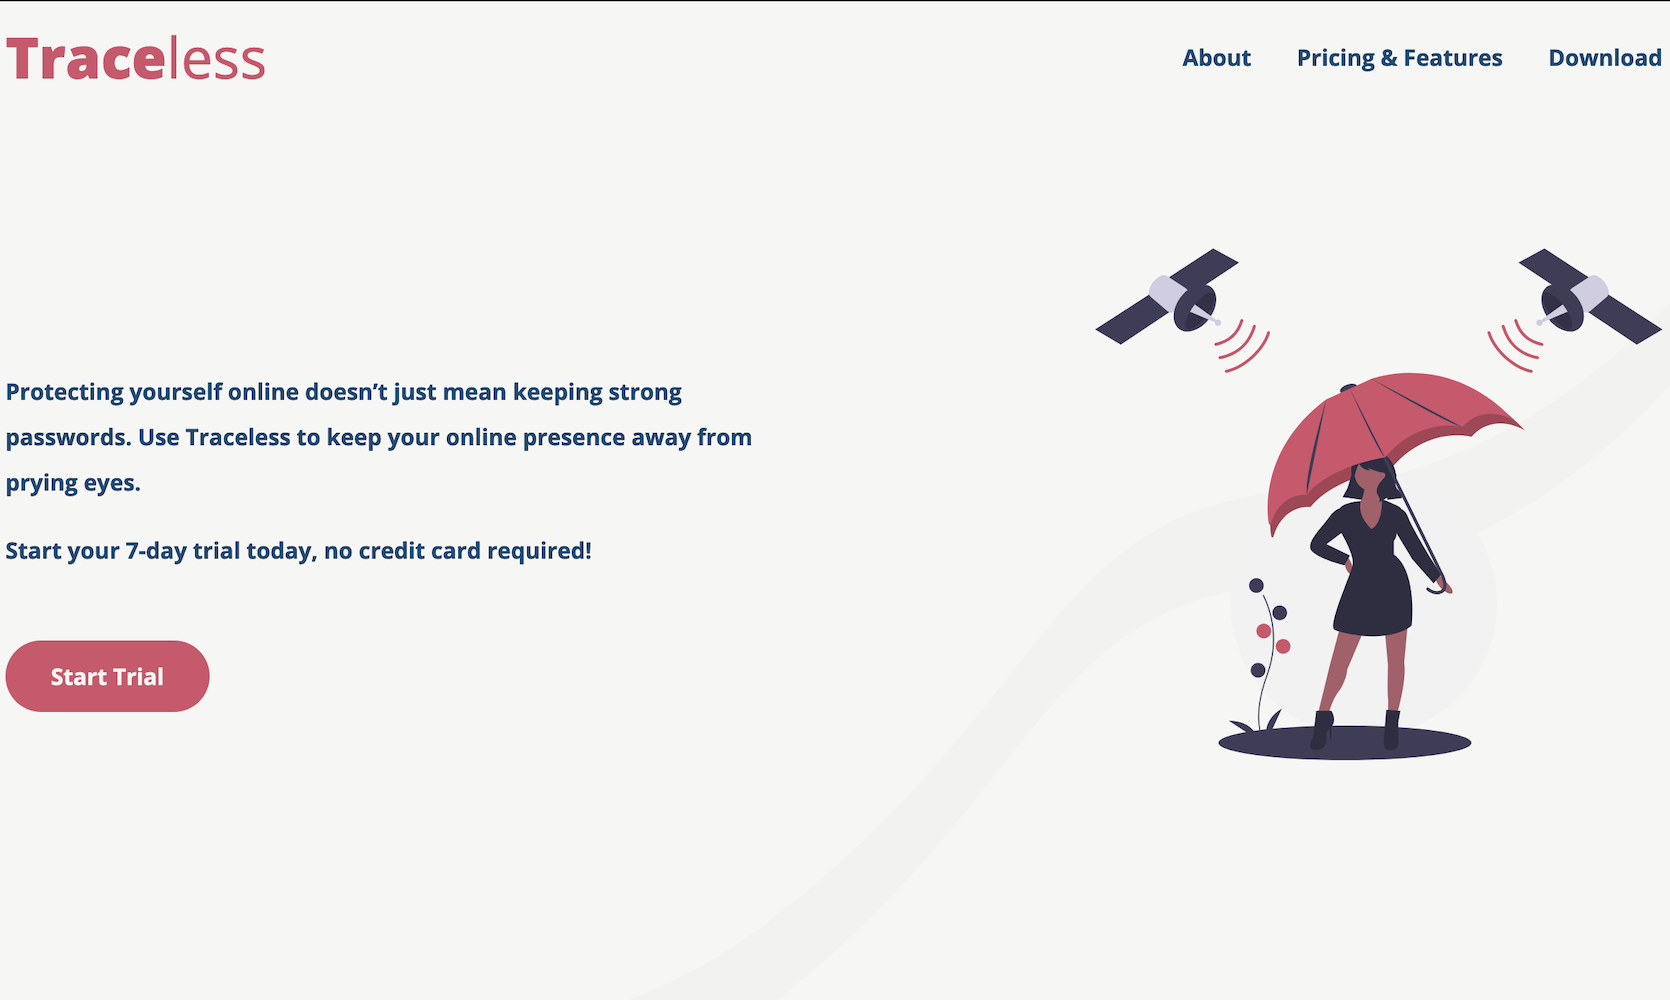 Traceless
About
Pricing & Features
Download
Protecting yourself online doesn’t just mean keeping strong
passwords. Use Traceless to keep your online presence away from
prying eyes.
Start your 7-day trial today, no credit card required!
Start Trial